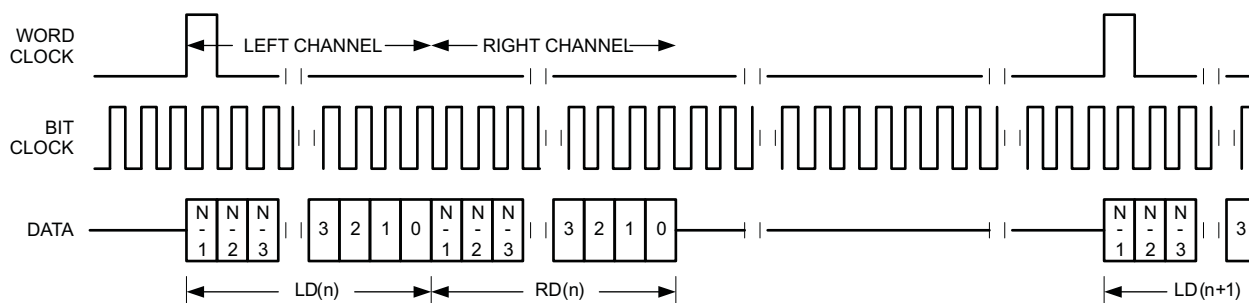 WORD
CLOCK
LEFT CHANNEL
RIGHT CHANNEL
BIT
CLOCK
DATA
N-1 N-2 N-3 3 2 1 0 N-1 N-2 N-3 3 2 1 0 N-1 N-2 N-3 3
LD(n) RD(n) LD(n+1)